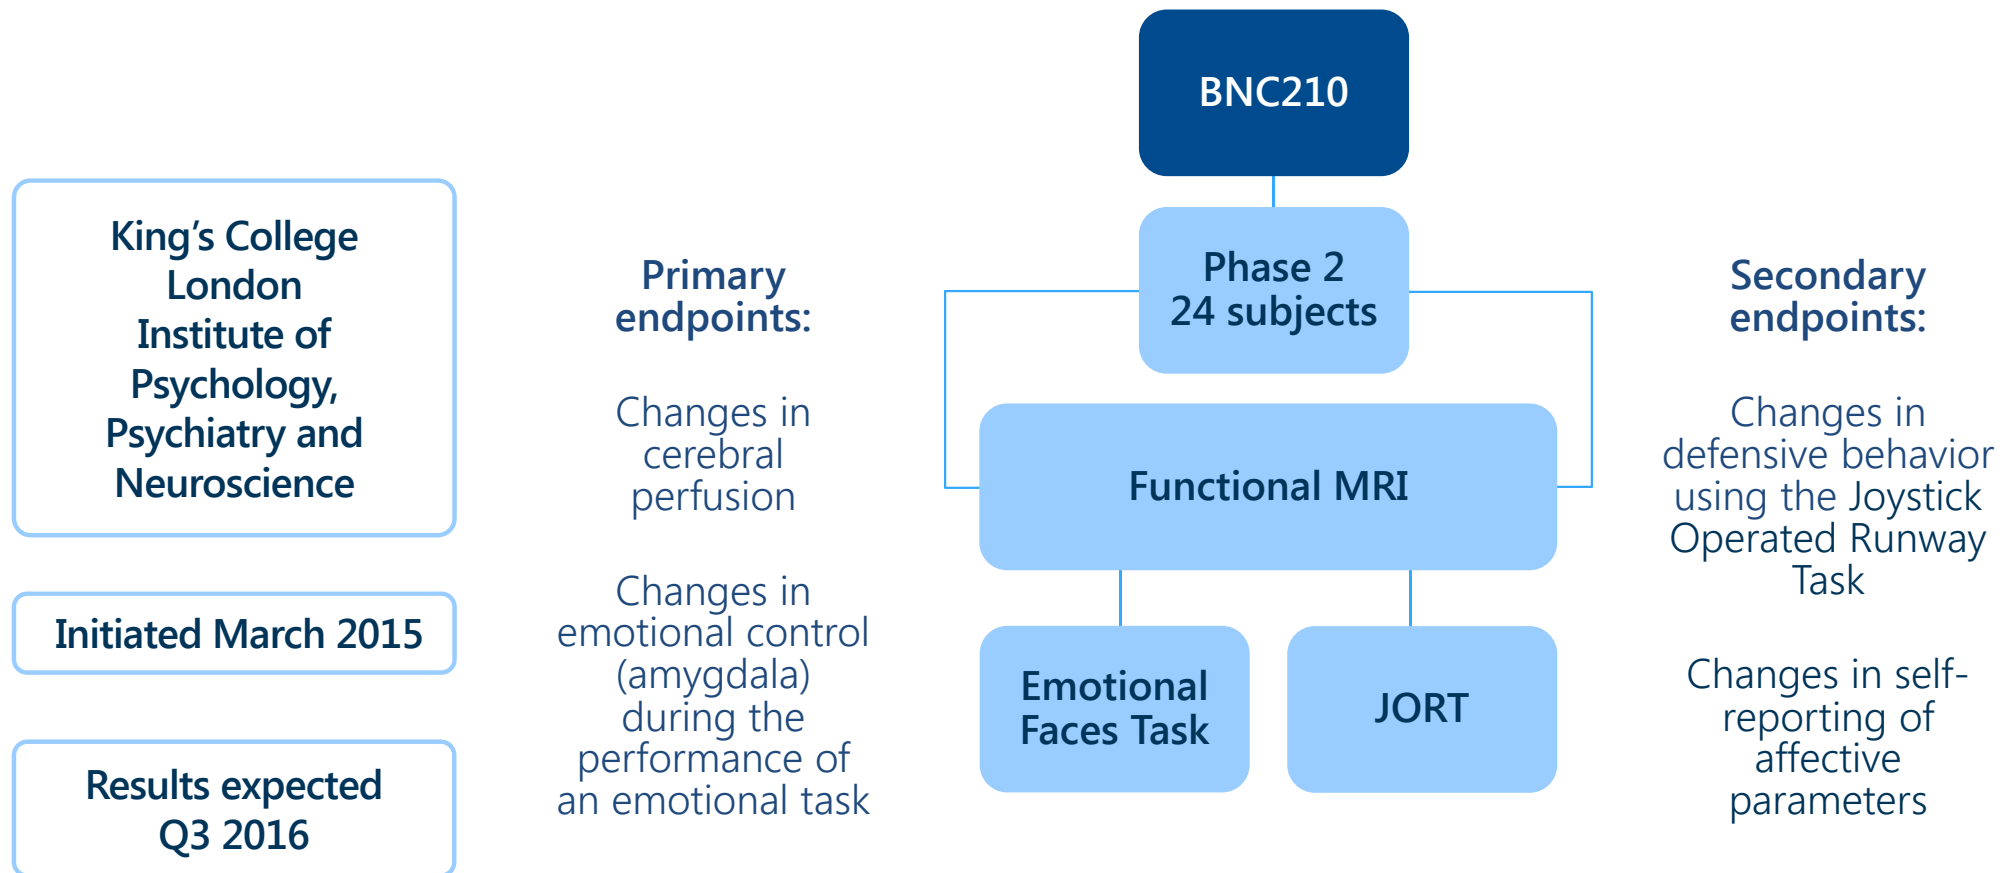 King’s College
London
Institute of
Psychology,
Psychiatry and
Neuroscience
Initiated March 2015
Results expected
Q3 2016
Primary
endpoints:
Changes in
cerebral
perfusion
Changes in
emotional control
(amygdala)
during the
performance of
an emotional task
BNC210
Phase 2
24 subjects
Functional MRI
Emotional
Faces Task
JORT
Secondary
endpoints:
Changes in
defensive behavior
using the Joystick
Operated Runway
Task
Changes in self-
reporting of
affective
parameters